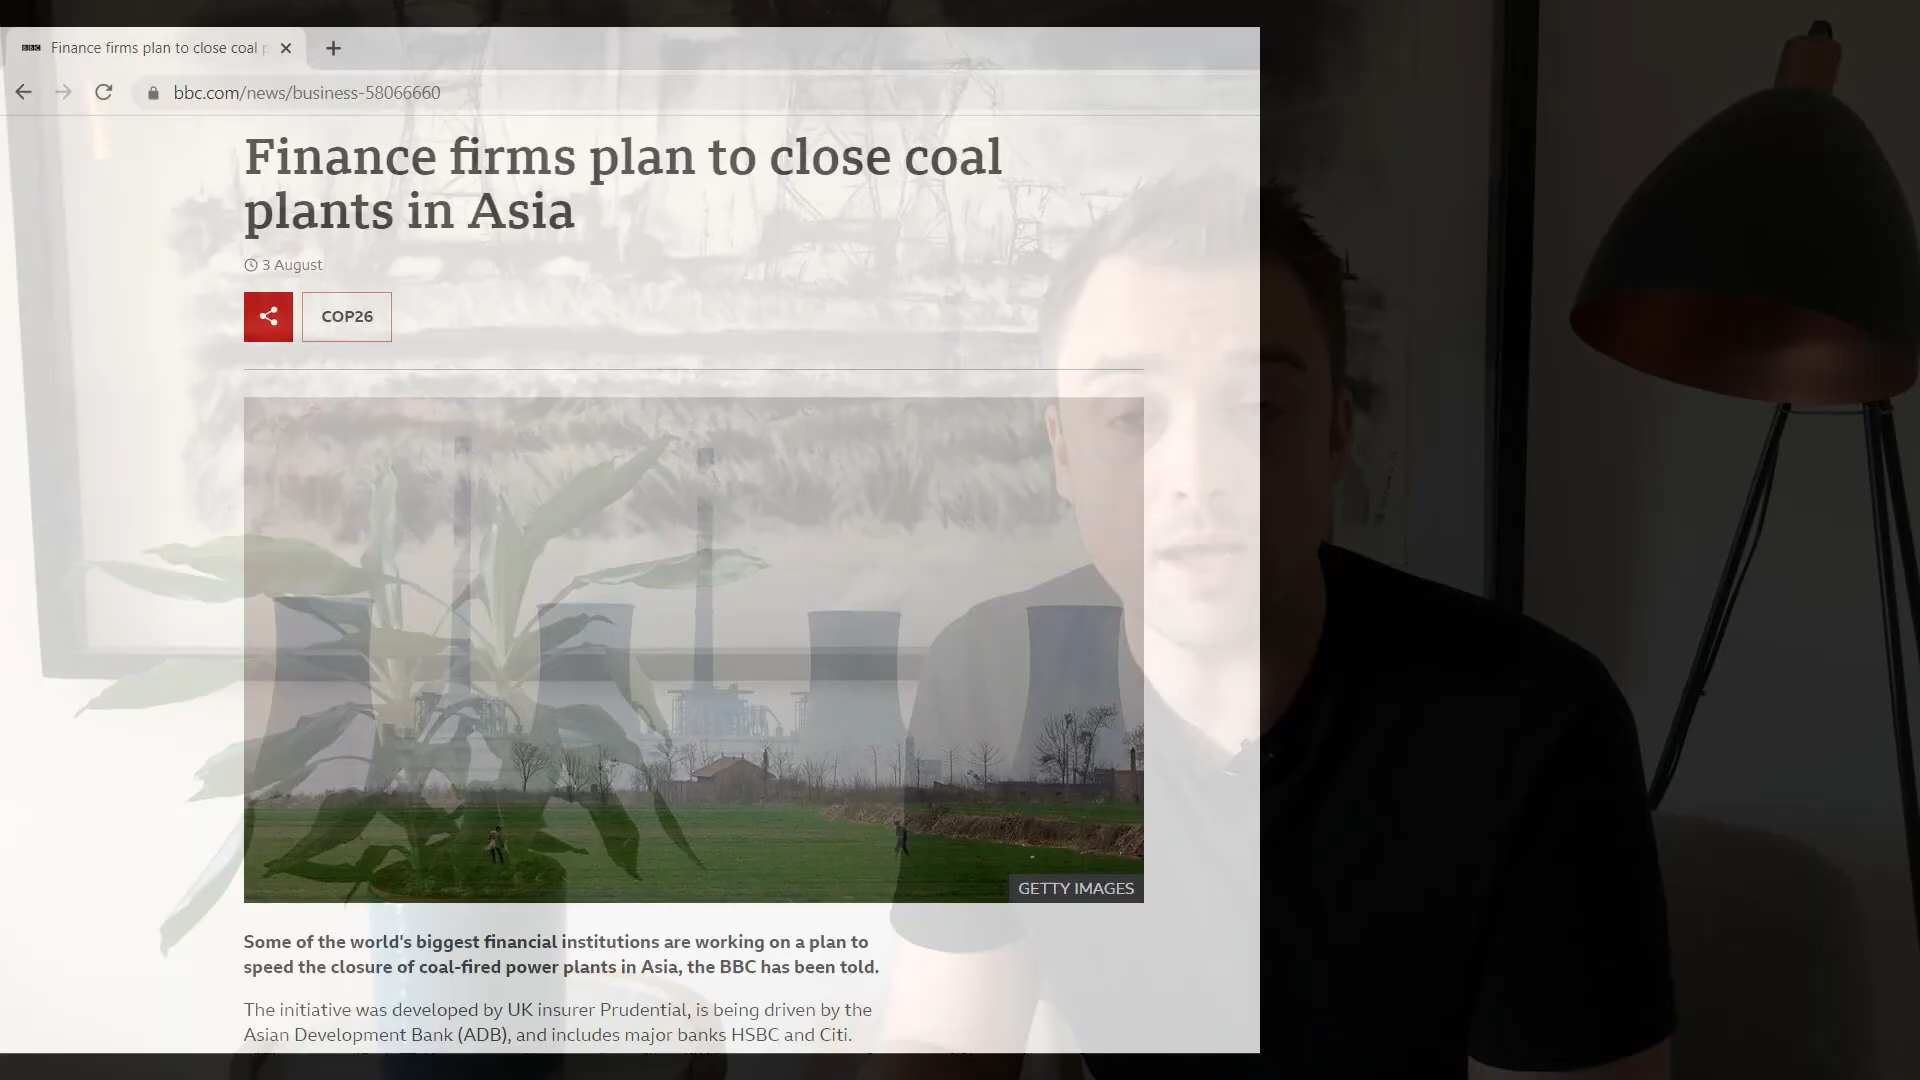 BBC Finance firms plan to close coal p
bbc.com/news/business-58066660
Finance firms plan to close coal
plants in Asia
3 August
COP26
GETTY IMAGES
Some of the world's biggest financial institutions are working on a plan to
speed the closure of coal-fired power plants in Asia, the BBC has been told.
The initiative was developed by UK insurer Prudential, is being driven by the
Asian Development Bank (ADB), and includes major banks HSBC and Citi.